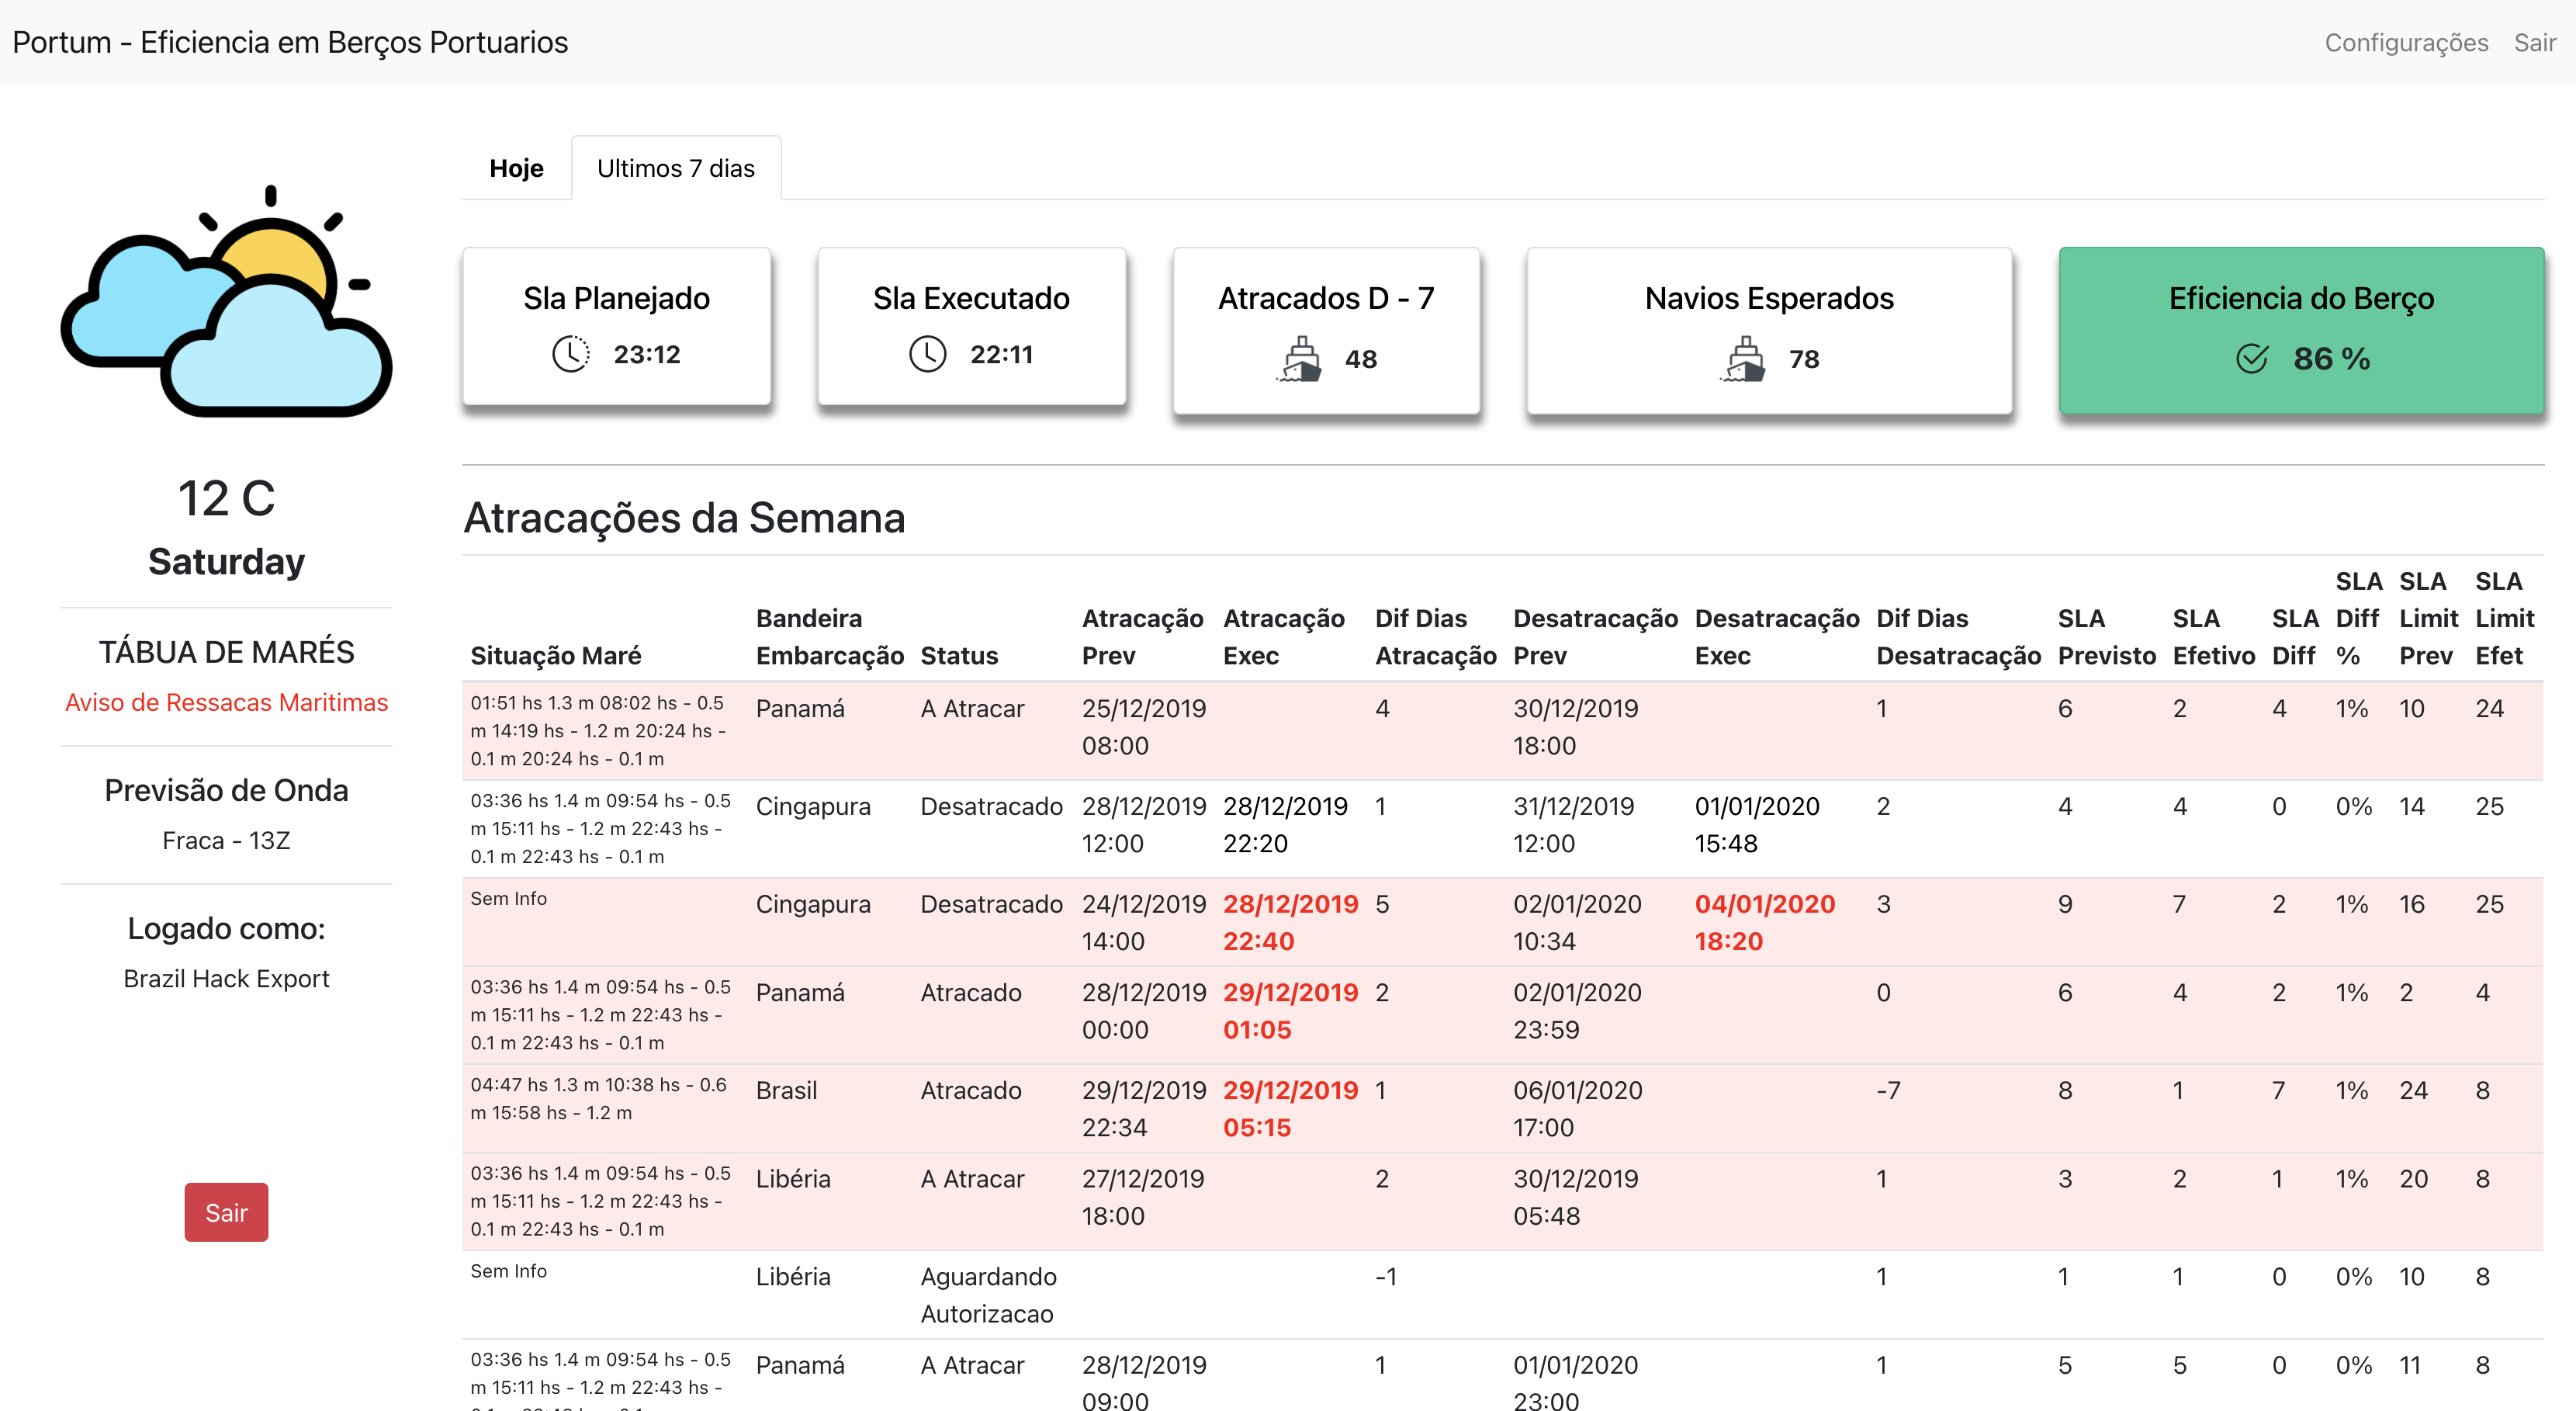 Portum - Eficiencia em Berços Portuarios
Configurações Sair
12 C
Saturday
TÁBUA DE MARÉS
Aviso de Ressacas Maritimas
Previsão de Onda
Fraca - 13Z
Logado como:
Brazil Hack Export
Sair
Hoje Ultimos 7 dias
Sla Planejado
23:12
Sla Executado
22:11
Atracados D - 7
48
Navios Esperados
78
Eficiencia do Berço
86 %
Atracações da Semana
Situação Maré
Bandeira
Embarcação
Status
Atracação
Prev
Atracação
Exec
Dif Dias
Atracação
Desatracação
Prev
Desatracação
Exec
Dif Dias
Desatracação
SLA
Previsto
SLA
Efetivo
SLA
Diff
SLA
Diff
%
SLA
Limit
Prev
SLA
Limit
Efet
01:51 hs 1.3 m 08:02 hs - 0.5
m 14:19 hs - 1.2 m 20:24 hs -
0.1 m 20:24 hs - 0.1 m
Panamá
A Atracar
25/12/2019
08:00
4
30/12/2019
18:00
1
6
2
4
1%
10
24
03:36 hs 1.4 m 09:54 hs - 0.5
m 15:11 hs - 1.2 m 22:43 hs -
0.1 m 22:43 hs - 0.1 m
Cingapura
Desatracado
28/12/2019
12:00
28/12/2019
22:20
1
31/12/2019
12:00
01/01/2020
15:48
2
4
4
0
0%
14
25
Sem Info
Cingapura
Desatracado
24/12/2019
14:00
28/12/2019
22:40
5
02/01/2020
10:34
04/01/2020
18:20
3
9
7
2
1%
16
25
03:36 hs 1.4 m 09:54 hs - 0.5
m 15:11 hs - 1.2 m 22:43 hs -
0.1 m 22:43 hs - 0.1 m
Panamá
Atracado
28/12/2019
00:00
29/12/2019
01:05
2
02/01/2020
23:59
0
6
4
2
1%
2
4
04:47 hs 1.3 m 10:38 hs - 0.6
m 15:58 hs - 1.2 m
Brasil
Atracado
29/12/2019
22:34
29/12/2019
05:15
1
06/01/2020
17:00
-7
8
1
7
1%
24
8
03:36 hs 1.4 m 09:54 hs - 0.5
m 15:11 hs - 1.2 m 22:43 hs -
0.1 m 22:43 hs - 0.1 m
Libéria
A Atracar
27/12/2019
18:00
2
30/12/2019
05:48
1
3
2
1
1%
20
8
Sem Info
Libéria
Aguardando
Autorizacao
-1
1
1
1
0
0%
10
8
03:36 hs 1.4 m 09:54 hs - 0.5
m 15:11 hs - 1.2 m 22:43 hs -
Panamá
A Atracar
28/12/2019
09:00
1
01/01/2020
23:00
1
5
5
0
0%
11
8